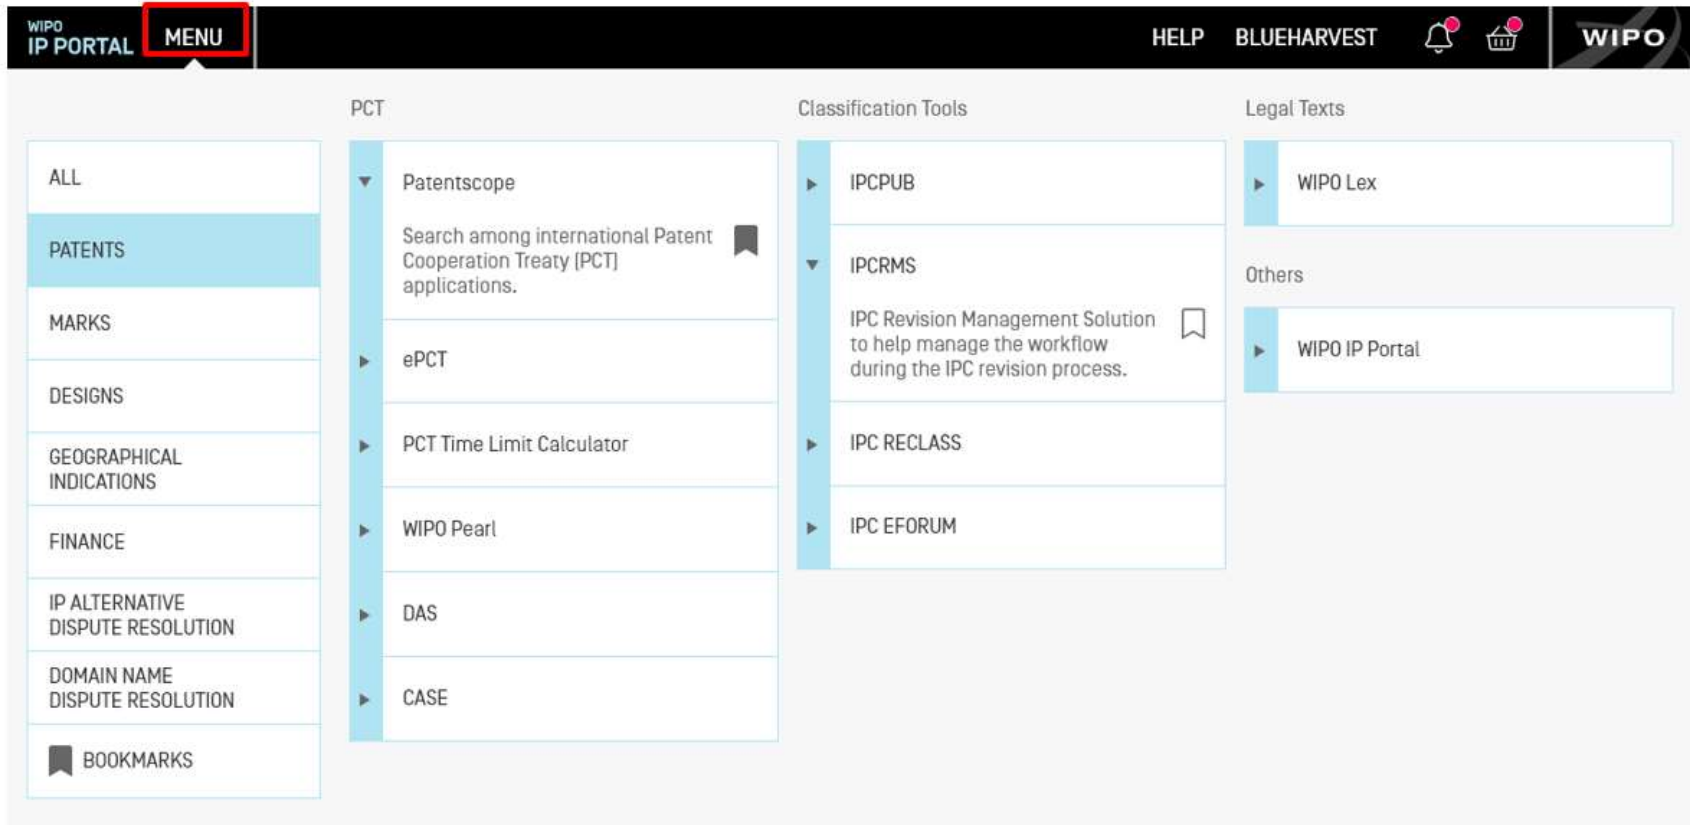 WIPO
IP PORTAL
MENU
HELP
BLUEHARVEST
WIPO
ALL
PATENTS
MARKS
DESIGNS
GEOGRAPHICAL
INDICATIONS
FINANCE
IP ALTERNATIVE
DISPUTE RESOLUTION
DOMAIN NAME
DISPUTE RESOLUTION
BOOKMARKS
PCT
Patentscope
Search among international Patent
Cooperation Treaty (PCT)
applications.
ePCT
PCT Time Limit Calculator
WIPO Pearl
DAS
CASE
Classification Tools
IPCPUB
IPCRMS
IPC Revision Management Solution
to help manage the workflow
during the IPC revision process.
IPC RECLASS
IPC EFORUM
Legal Texts
WIPO Lex
Others
WIPO IP Portal